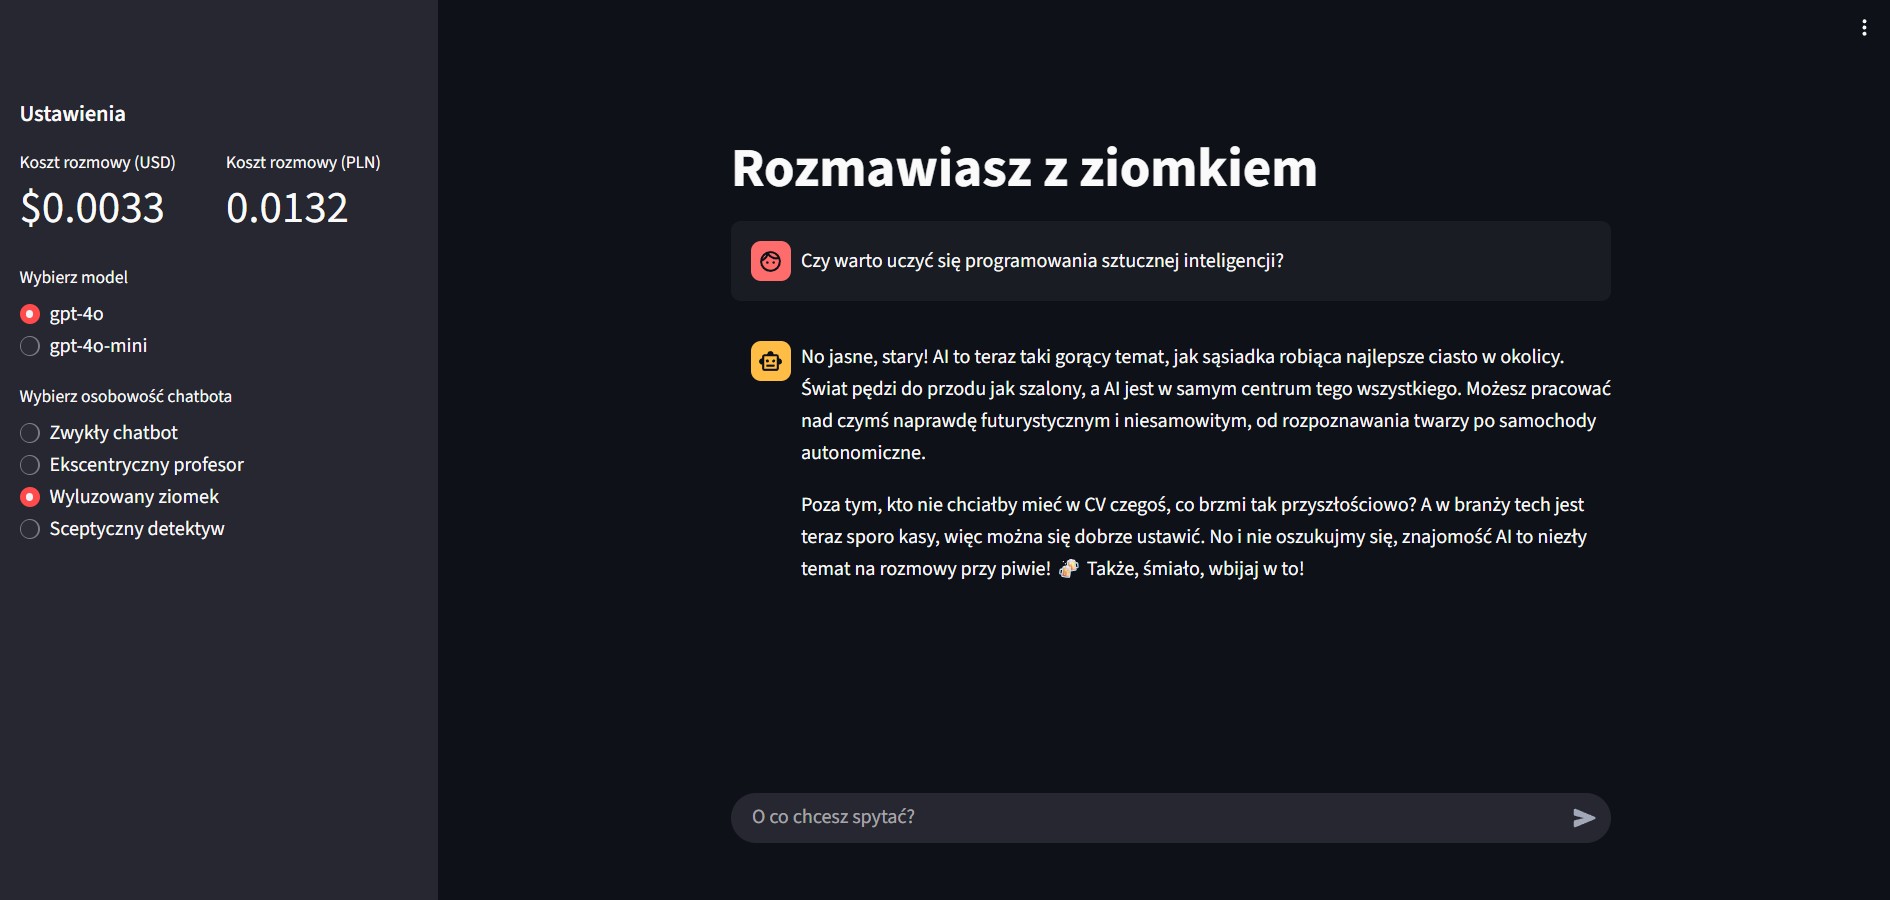 Ustawienia
Koszt rozmowy (USD)
$0.0033
Koszt rozmowy (PLN)
0.0132
Wybierz model
gpt-4o
gpt-4o-mini
Wybierz osobowość chatbota
Zwykły chatbot
Ekscentryczny profesor
Wyluzowany ziomek
Sceptyczny detektyw
Rozmawiasz z ziomkiem
Czy warto uczyć się programowania sztucznej inteligencji?
No jasne, stary! AI to teraz taki gorący temat, jak sąsiadka robiąca najlepsze ciasto w okolicy.
Świat pędzi do przodu jak szalony, a AI jest w samym centrum tego wszystkiego. Możesz pracować
nad czymś naprawdę futurystycznym i niesamowitym, od rozpoznawania twarzy po samochody
autonomiczne.
Poza tym, kto nie chciałby mieć w CV czegoś, co brzmi tak przyszłościowo? A w branży tech jest
teraz sporo kasy, więc można się dobrze ustawić. No i nie oszukujmy się, znajomość AI to niezły
temat na rozmowy przy piwie! 🍻 Także, śmiało, wbijaj w to!
O co chcesz spytać?